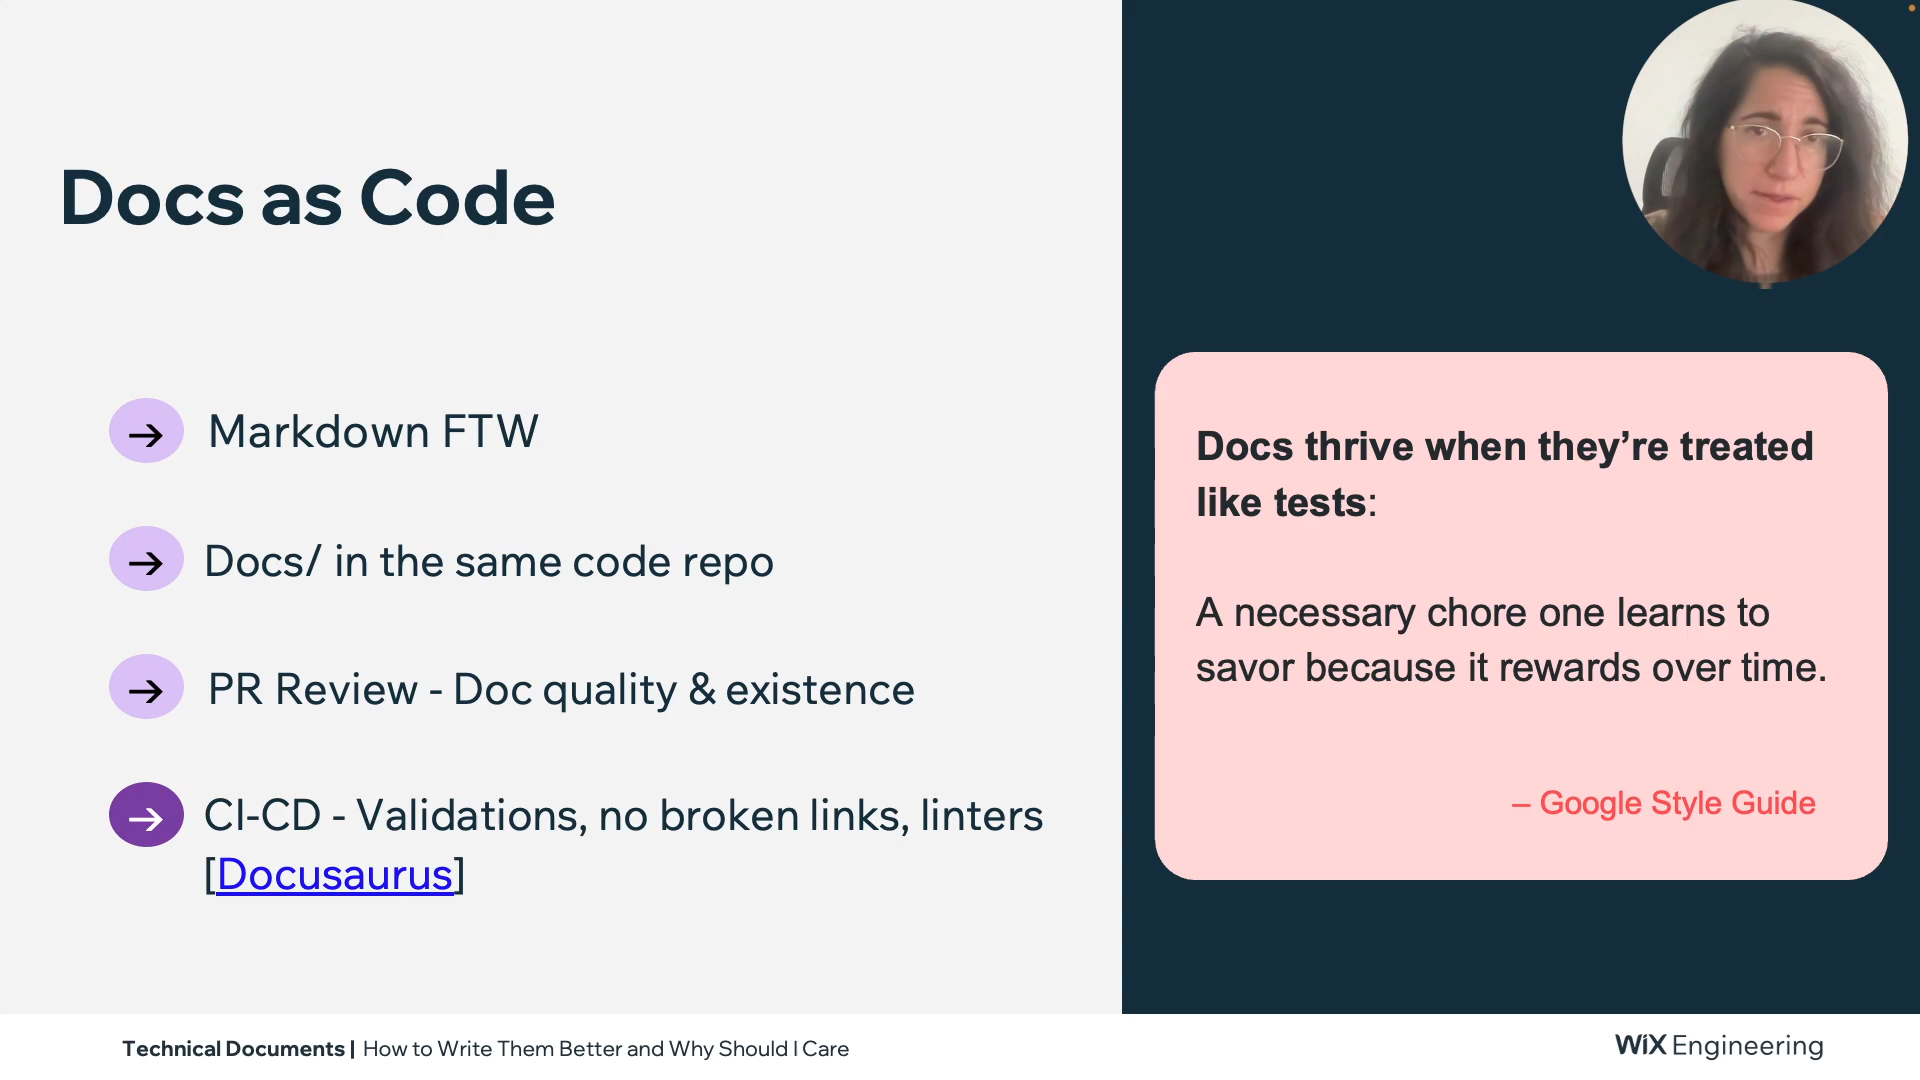 Docs as Code
→ Markdown FTW
→ Docs/ in the same code repo
→ PR Review - Doc quality & existence
→ CI-CD - Validations, no broken links, linters
[Docusaurus]
Docs thrive when they’re treated
like tests:
A necessary chore one learns to
savor because it rewards over time.
– Google Style Guide
Technical Documents | How to Write Them Better and Why Should I Care
WiX Engineering